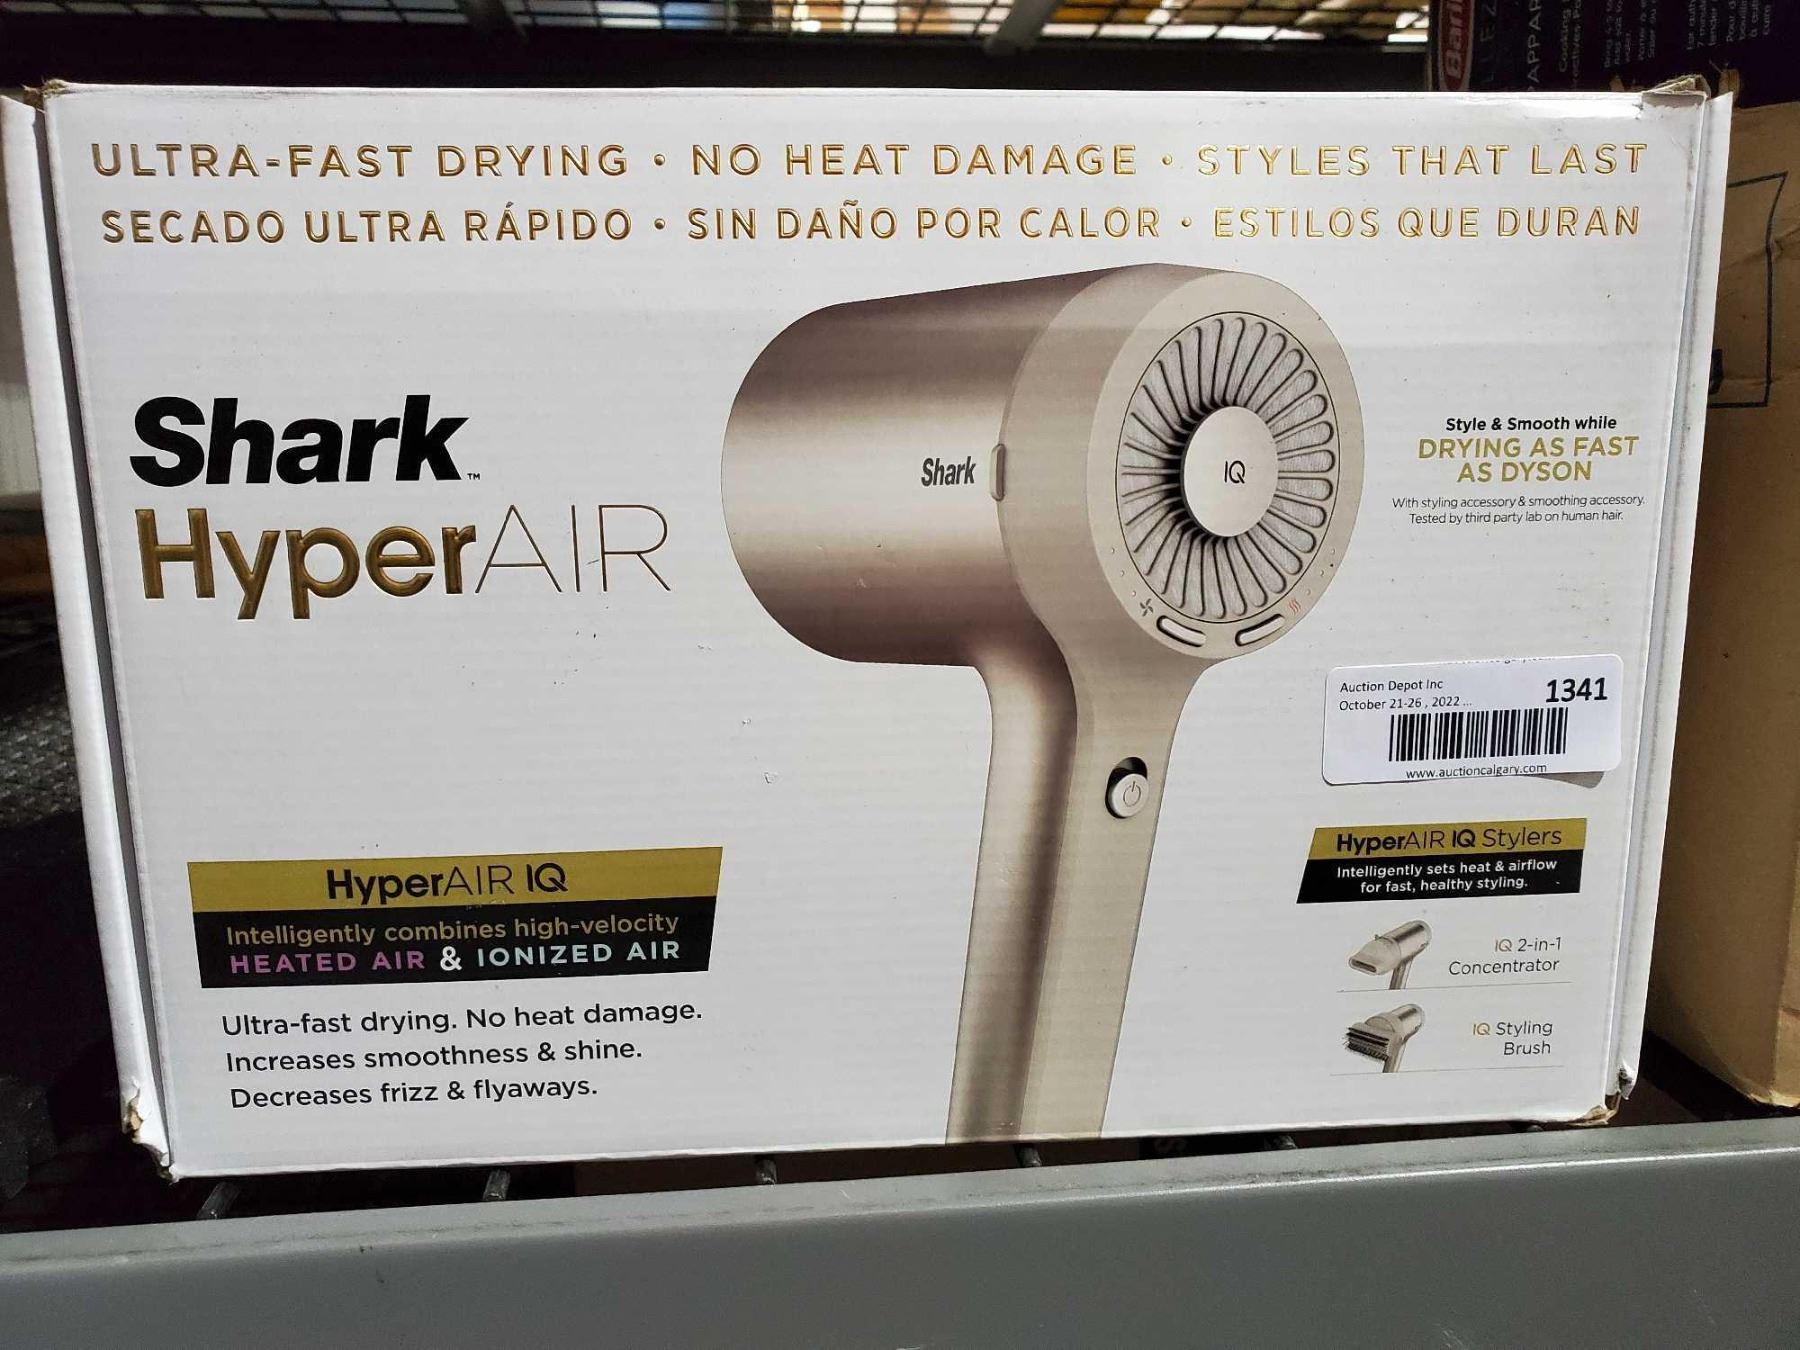 ULTRA-FAST DRYING • NO HEAT DAMAGE • STYLES THAT LAST
SECADO ULTRA RÁPIDO • SIN DAÑO POR CALOR • ESTILOS QUE DURAN
Shark™
HyperAIR
Shark
IQ
Style & Smooth while
DRYING AS FAST
AS DYSON
With styling accessory & smoothing accessory.
Tested by third party lab on human hair.
Auction Depot Inc
October 21-26 , 2022 ...
1341
www.auctioncalgary.com
HyperAIR IQ
Intelligently combines high-velocity
HEATED AIR & IONIZED AIR
Ultra-fast drying. No heat damage.
Increases smoothness & shine.
Decreases frizz & flyaways.
HyperAIR IQ Stylers
Intelligently sets heat & airflow
for fast, healthy styling.
IQ 2-in-1
Concentrator
IQ Styling
Brush